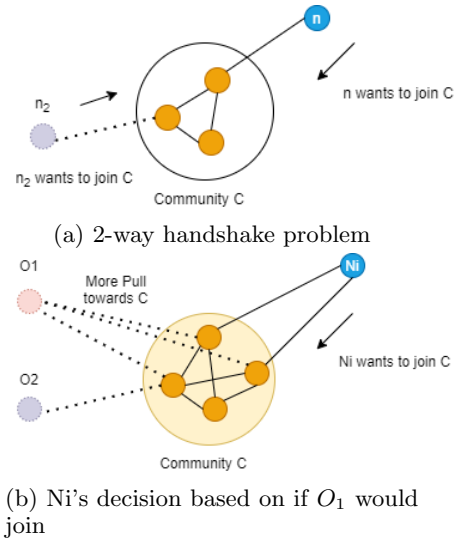 n
n wants to join C
n₂
n₂ wants to join C
Community C
(a) 2-way handshake problem
O1
More Pull
towards C
Ni
Ni wants to join C
O2
Community C
(b) Ni's decision based on if O₁ would
join